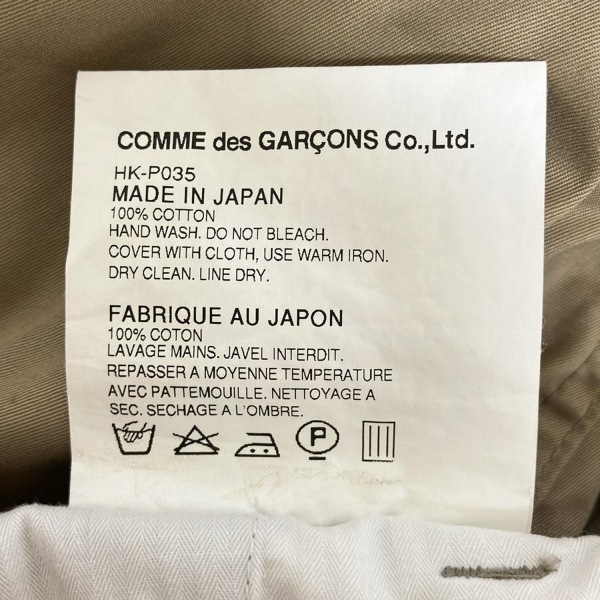 COMME des GARÇONS Co.,Ltd.
HK-P035
MADE IN JAPAN
100% COTTON
HAND WASH. DO NOT BLEACH.
COVER WITH CLOTH, USE WARM IRON.
DRY CLEAN. LINE DRY.
FABRIQUE AU JAPON
100% COTON
LAVAGE MAINS. JAVEL INTERDIT.
REPASSER A MOYENNE TEMPERATURE
AVEC PATTEMOUILLE. NETTOYAGE A
SEC. SECHAGE A L'OMBRE.
P